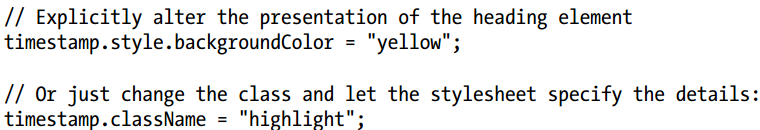 // Explicitly alter the presentation of the heading element
timestamp.style.backgroundColor = "yellow";
// Or just change the class and let the stylesheet specify the details:
timestamp.className = "highlight";